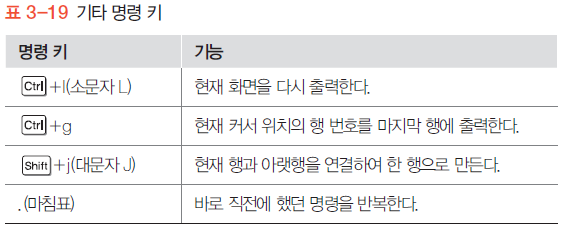 표 3-19 기타 명령 키
명령 키 기능
Ctrl+l(소문자 L) 현재 화면을 다시 출력한다.
Ctrl+g 현재 커서 위치의 행 번호를 마지막 행에 출력한다.
Shift+j(대문자 J) 현재 행과 아랫행을 연결하여 한 행으로 만든다.
.(마침표) 바로 직전에 했던 명령을 반복한다.